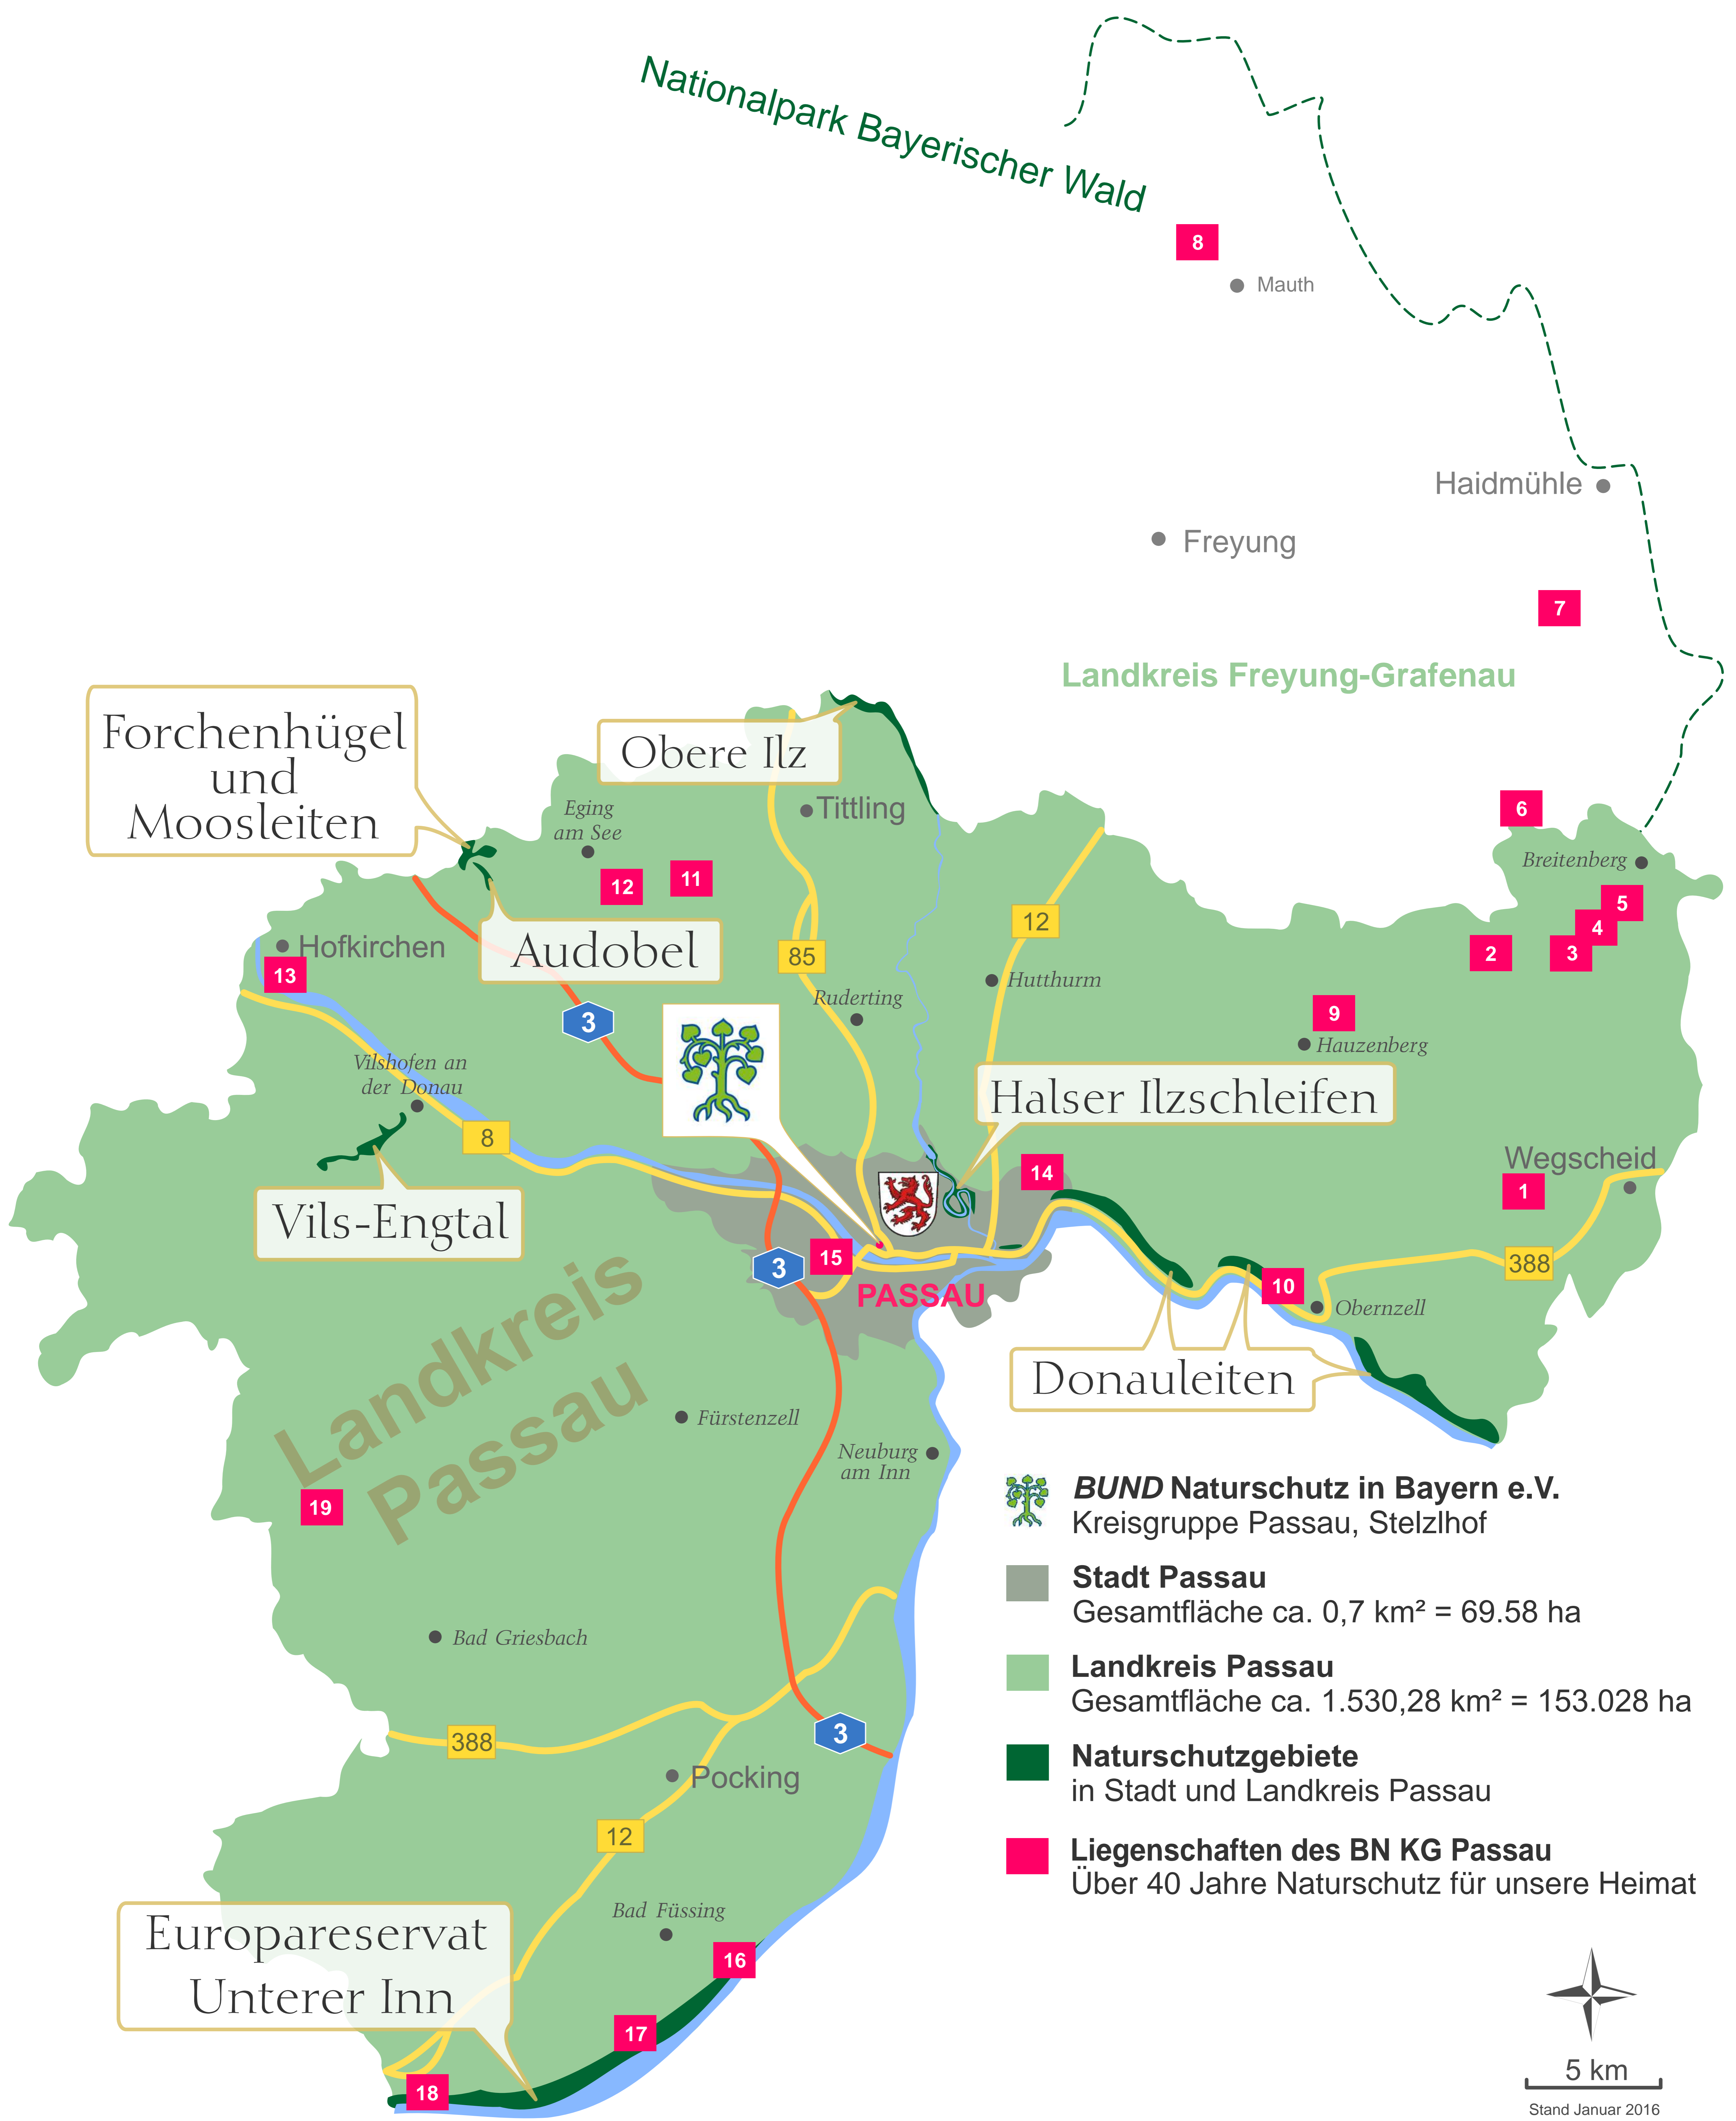 Nationalpark Bayerischer Wald
8
Mauth
Haidmühle
Freyung
7
Landkreis Freyung-Grafenau
Forchenhügel
und
Moosleiten
Obere Ilz
Eging
am See
Tittling
6
Breitenberg
12
11
5
4
3
2
12
Hofkirchen
13
Audobel
85
Hutthurm
Ruderting
3
9
Hauzenberg
Vilshofen an
der Donau
8
Halser Ilzschleifen
14
Wegscheid
1
Vils-Engtal
3
15
PASSAU
388
10
Obernzell
Landkreis
Passau
Donauleiten
Fürstenzell
Neuburg
am Inn
19
Bad Griesbach
388
3
Pocking
12
Bad Füssing
Europareservat
Unterer Inn
16
17
18
BUND Naturschutz in Bayern e.V.
Kreisgruppe Passau, Stelzlhof
Stadt Passau
Gesamtfläche ca. 0,7 km² = 69.58 ha
Landkreis Passau
Gesamtfläche ca. 1.530,28 km² = 153.028 ha
Naturschutzgebiete
in Stadt und Landkreis Passau
Liegenschaften des BN KG Passau
Über 40 Jahre Naturschutz für unsere Heimat
5 km
Stand Januar 2016